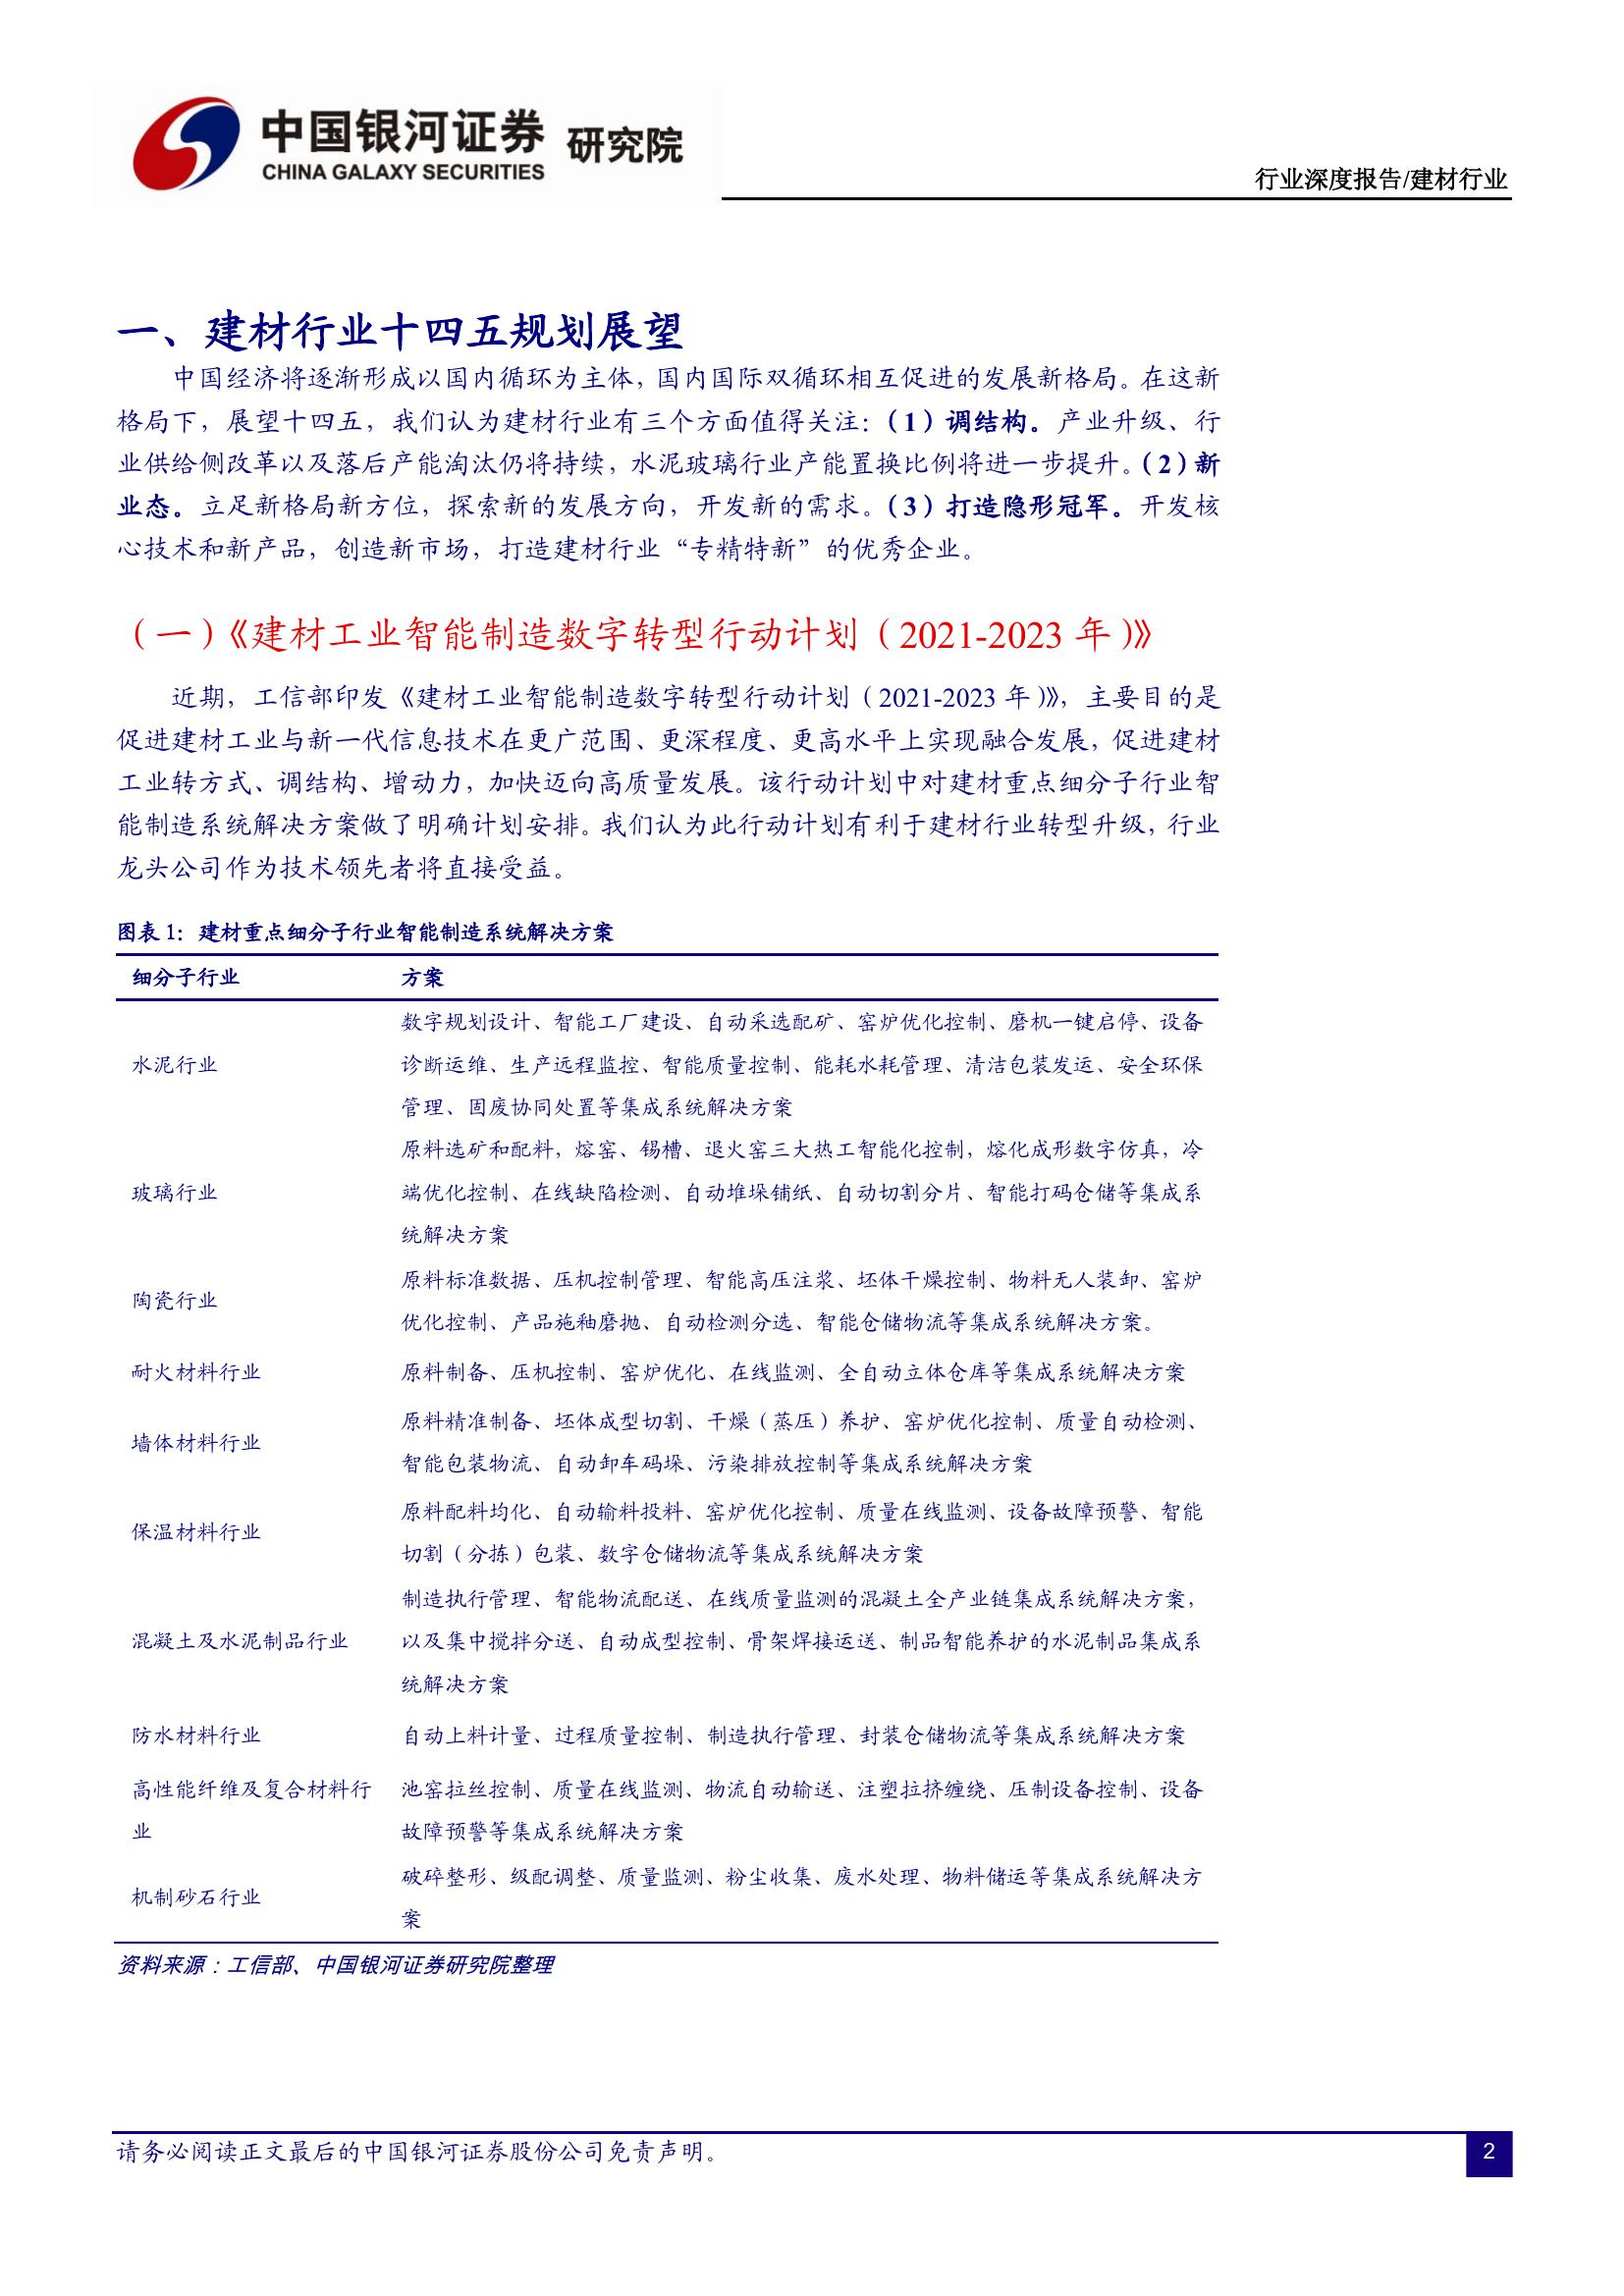 中国银河证券 研究院
CHINA GALAXY SECURITIES
行业深度报告/建材行业
一、建材行业十四五规划展望
中国经济将逐渐形成以国内循环为主体，国内国际双循环相互促进的发展新格局。在这新
格局下，展望十四五，我们认为建材行业有三个方面值得关注：（1）调结构。产业升级、行
业供给侧改革以及落后产能淘汰仍将持续，水泥玻璃行业产能置换比例将进一步提升。（2）新
业态。立足新格局新方位，探索新的发展方向，开发新的需求。（3）打造隐形冠军。开发核
心技术和新产品，创造新市场，打造建材行业“专精特新”的优秀企业。
（一）《建材工业智能制造数字转型行动计划（2021-2023 年）》
近期，工信部印发《建材工业智能制造数字转型行动计划（2021-2023 年）》，主要目的是
促进建材工业与新一代信息技术在更广范围、更深程度、更高水平上实现融合发展，促进建材
工业转方式、调结构、增动力，加快迈向高质量发展。该行动计划中对建材重点细分子行业智
能制造系统解决方案做了明确计划安排。我们认为此行动计划有利于建材行业转型升级，行业
龙头公司作为技术领先者将直接受益。
图表 1：建材重点细分子行业智能制造系统解决方案
细分子行业 方案
数字规划设计、智能工厂建设、自动采选配矿、窑炉优化控制、磨机一键启停、设备
水泥行业 诊断运维、生产远程监控、智能质量控制、能耗水耗管理、清洁包装发运、安全环保
管理、固废协同处置等集成系统解决方案
原料选矿和配料，熔窑、锡槽、退火窑三大热工智能化控制，熔化成形数字仿真，冷
玻璃行业 端优化控制、在线缺陷检测、自动堆垛铺纸、自动切割分片、智能打码仓储等集成系
统解决方案
陶瓷行业
原料标准数据、压机控制管理、智能高压注浆、坯体干燥控制、物料无人装卸、窑炉
优化控制、产品施釉磨抛、自动检测分选、智能仓储物流等集成系统解决方案。
耐火材料行业 原料制备、压机控制、窑炉优化、在线监测、全自动立体仓库等集成系统解决方案
墙体材料行业
原料精准制备、坯体成型切割、干燥（蒸压）养护、窑炉优化控制、质量自动检测、
智能包装物流、自动卸车码垛、污染排放控制等集成系统解决方案
保温材料行业
原料配料均化、自动输料投料、窑炉优化控制、质量在线监测、设备故障预警、智能
切割（分拣）包装、数字仓储物流等集成系统解决方案
制造执行管理、智能物流配送、在线质量监测的混凝土全产业链集成系统解决方案，
混凝土及水泥制品行业 以及集中搅拌分送、自动成型控制、骨架焊接运送、制品智能养护的水泥制品集成系
统解决方案
防水材料行业 自动上料计量、过程质量控制、制造执行管理、封装仓储物流等集成系统解决方案
高性能纤维及复合材料行 池窑拉丝控制、质量在线监测、物流自动输送、注塑拉挤缠绕、压制设备控制、设备
业 故障预警等集成系统解决方案
机制砂石行业
破碎整形、级配调整、质量监测、粉尘收集、废水处理、物料储运等集成系统解决方
案
资料来源：工信部、中国银河证券研究院整理
请务必阅读正文最后的中国银河证券股份公司免责声明。
2